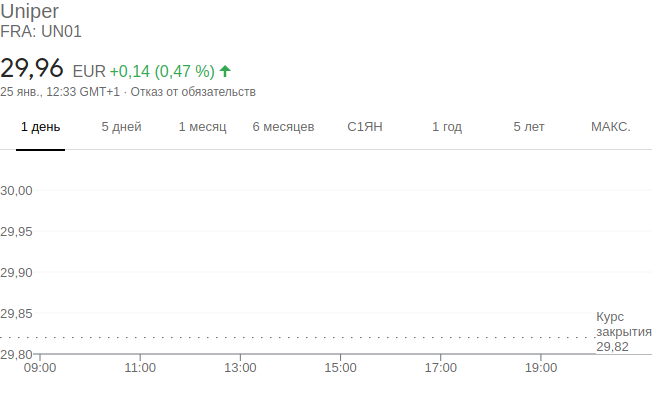 Uniper
FRA: UN01
29,96 EUR +0,14 (0,47 %)
25 янв., 12:33 GMT+1 · Отказ от обязательств
1 день 5 дней 1 месяц 6 месяцев С1ЯН 1 год 5 лет МАКС.
30,00
29,95
29,90
29,85
Курс
закрытия
29,82
29,80
09:00 11:00 13:00 15:00 17:00 19:00